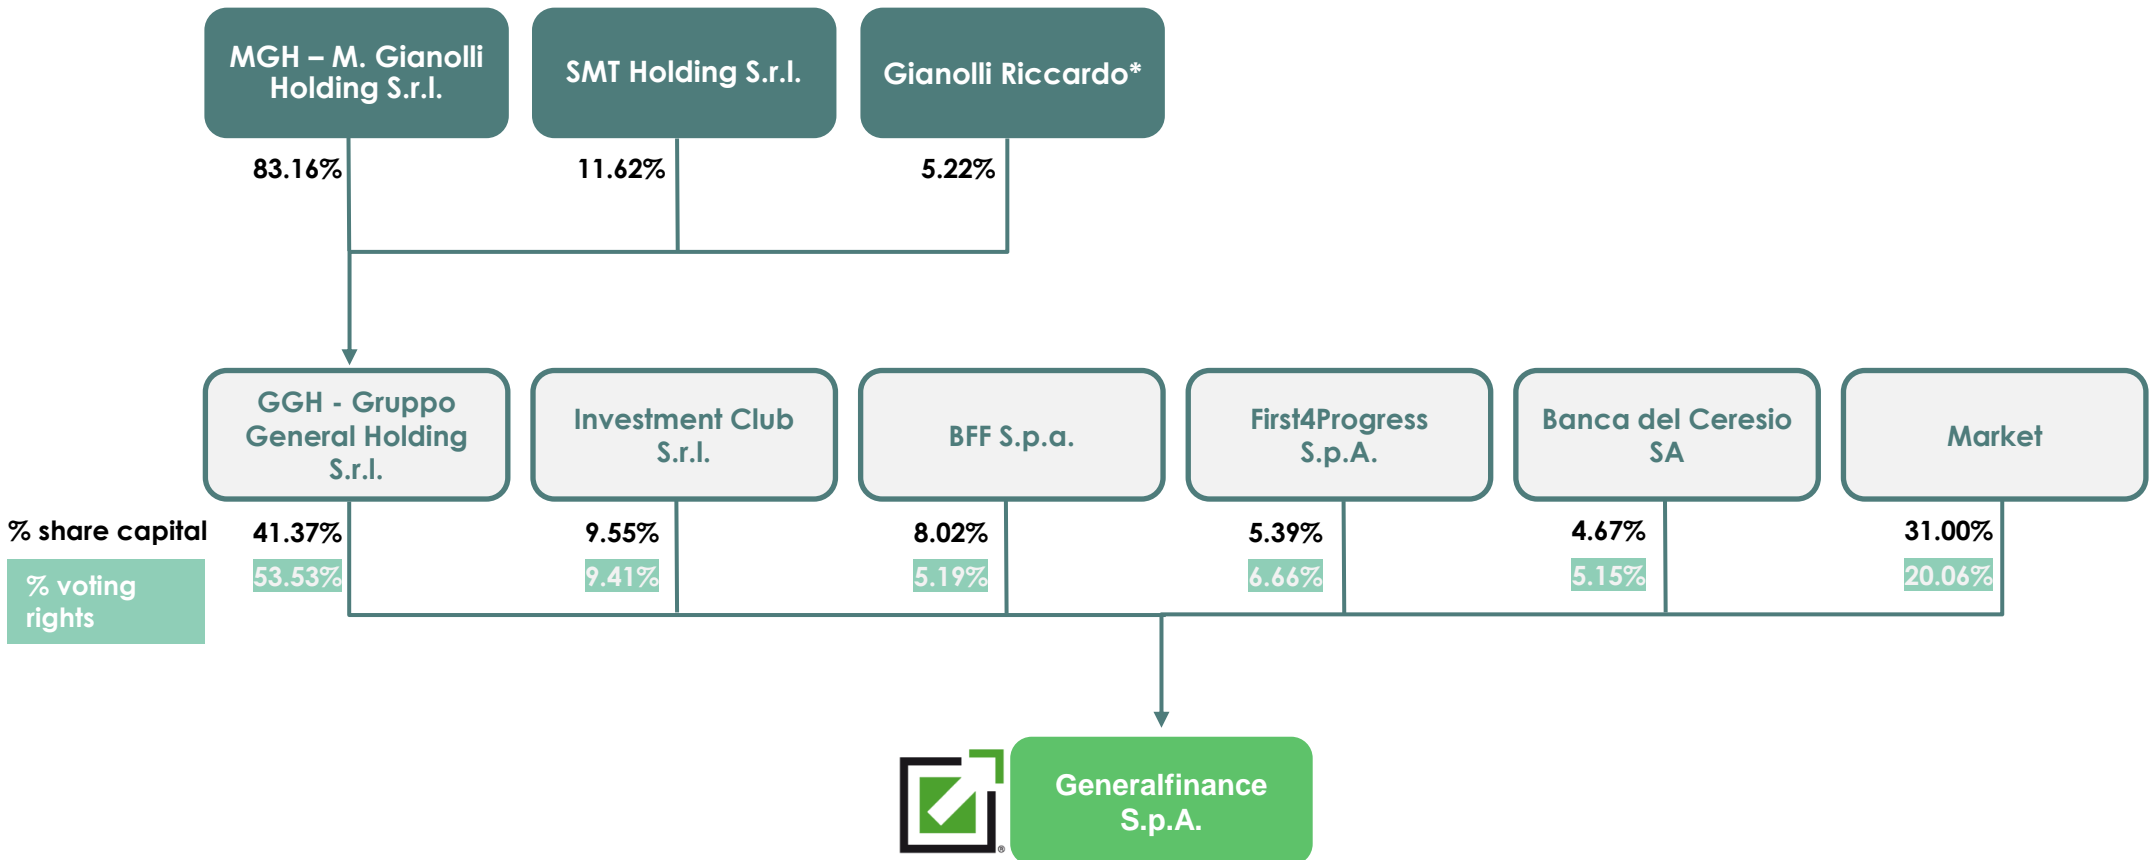 MGH – M. Gianolli
Holding S.r.l.
SMT Holding S.r.l.
Gianolli Riccardo*
83.16%
11.62%
5.22%
GGH - Gruppo
General Holding
S.r.l.
Investment Club
S.r.l.
BFF S.p.a.
First4Progress
S.p.A.
Banca del Ceresio
SA
Market
% share capital
41.37%
9.55%
8.02%
5.39%
4.67%
31.00%
% voting
rights
53.53%
9.41%
5.19%
6.66%
5.15%
20.06%
Generalfinance
S.p.A.
®